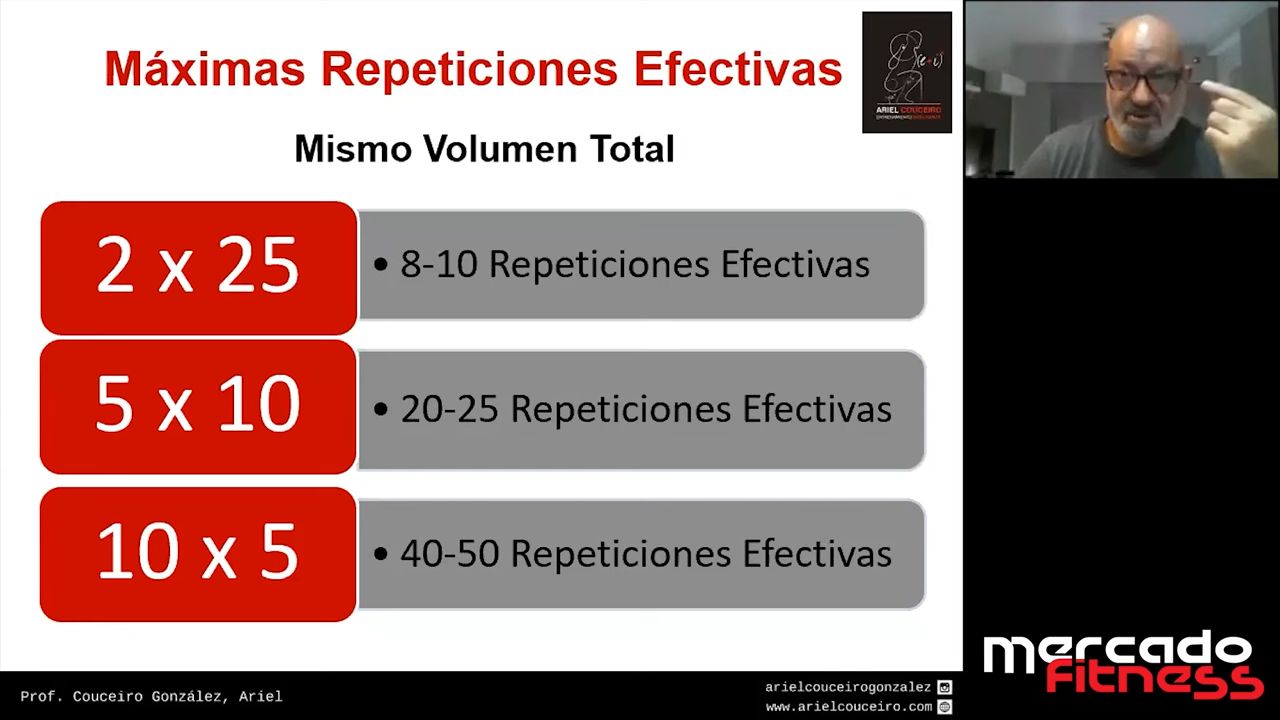 Máximas Repeticiones Efectivas
ARIEL COUCEIRO
Mismo Volumen Total
2 x 25
• 8-10 Repeticiones Efectivas
5 x 10
• 20-25 Repeticiones Efectivas
10 x 5
• 40-50 Repeticiones Efectivas
mercado
fitness
Prof. Couceiro González, Ariel
arielcouceirogonzalez
www.arielcouceiro.com